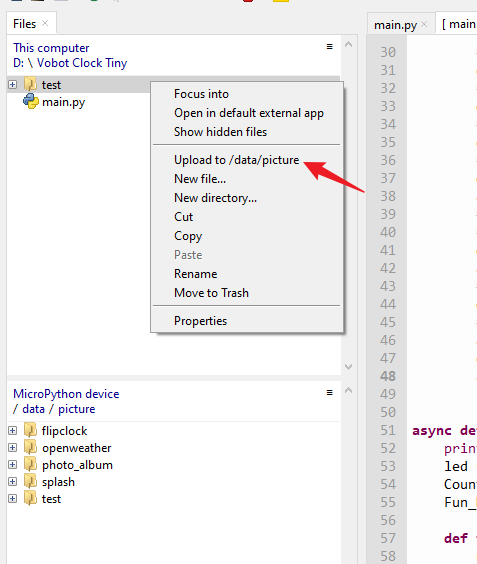 Files
This computer
D: \ Vobot Clock Tiny
test
main.py
Focus into
Open in default external app
Show hidden files
Upload to /data/picture
New file...
New directory...
Cut
Copy
Paste
Rename
Move to Trash
Properties
MicroPython device
/ data / picture
flipclock
openweather
photo_album
splash
test
main.py
[ main
30
31
32
33
34
35
36
37
38
39
40
41
42
43
44
45
46
47
48
49
50
51 async de
52 prin
53 led
54 Coun
55 Fun_
56
57 def
58